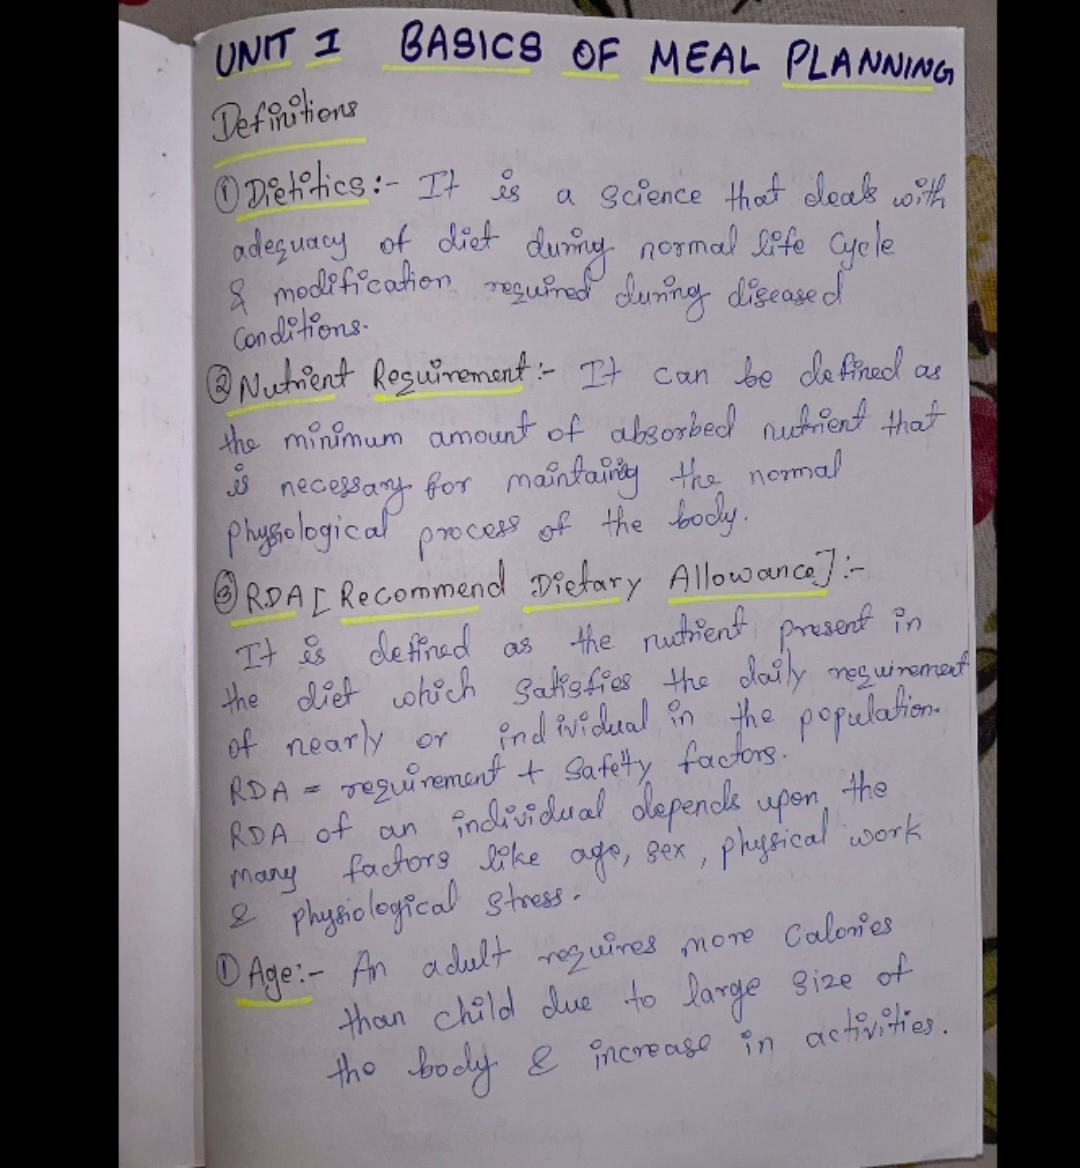 UNIT I BASICS OF MEAL PLANNING
Definitions
① Dietitics:- It is a science that deals with
adequacy of diet during normal life cycle
& modification required during diseased
conditions.
② Nutrient Requirement:- It can be defined as
the minimum amount of absorbed nutrient that
is necessary for maintaing the normal
physiological process of the body.
③ RDA [Recommend Dietary Allowance]:-
It is defined as the nutrient present in
the diet which satisfies the daily requirement
of nearly or individual in the population.
RDA = requirement + Safety factors.
RDA of an individual depends upon the
many factors like age, sex, physical work
& physiological stress.
① Age:- An adult requires more Calories
than child due to large size of
the body & increase in activities.